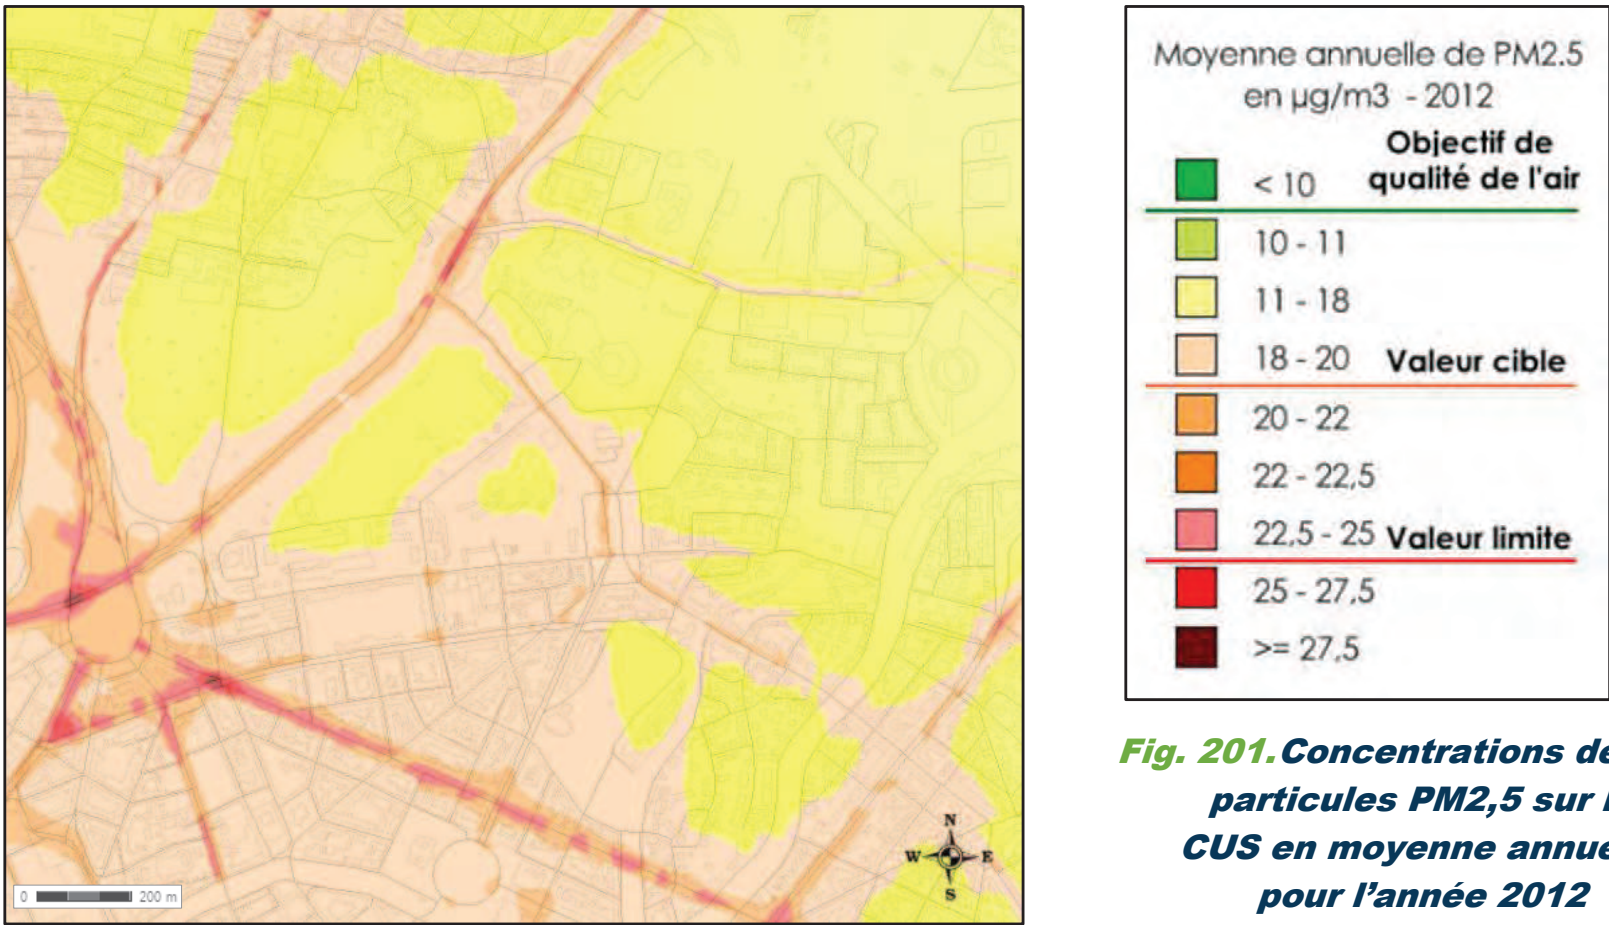 N
W E
S
0 200 m
Moyenne annuelle de PM2.5
en µg/m3 - 2012
Objectif de
< 10 qualité de l'air
10 - 11
11 - 18
18 - 20 Valeur cible
20 - 22
22 - 22,5
22,5 - 25 Valeur limite
25 - 27,5
>= 27,5
Fig. 201. Concentrations de
particules PM2,5 sur
CUS en moyenne
pour l’année 2012